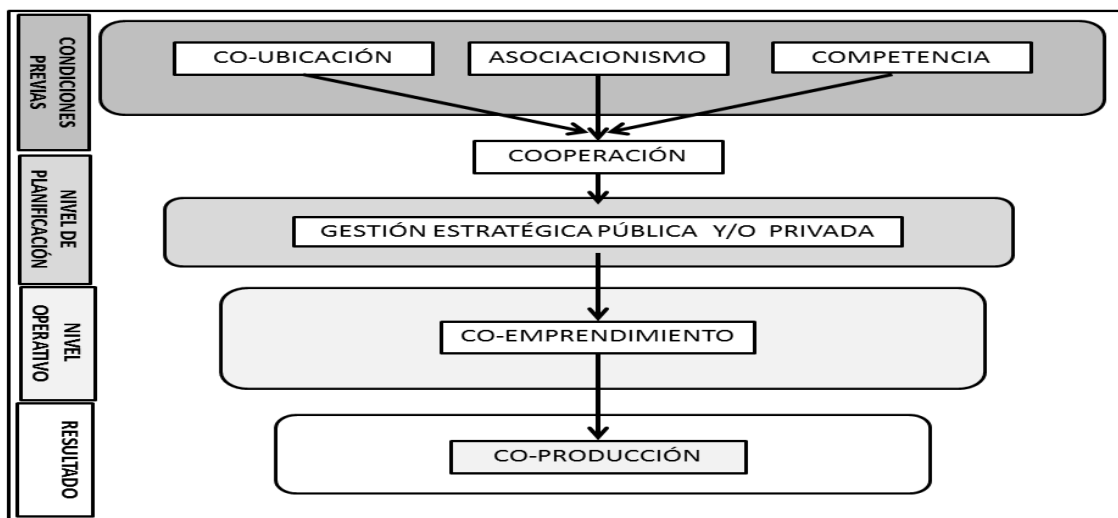 CONDICIONES
PREVIAS
CO-UBICACIÓN
ASOCIACIONISMO
COMPETENCIA
COOPERACIÓN
NIVEL DE
PLANIFICACIÓN
GESTIÓN ESTRATÉGICA PÚBLICA Y/O PRIVADA
NIVEL
OPERATIVO
CO-EMPRENDIMIENTO
RESULTADO
CO-PRODUCCIÓN